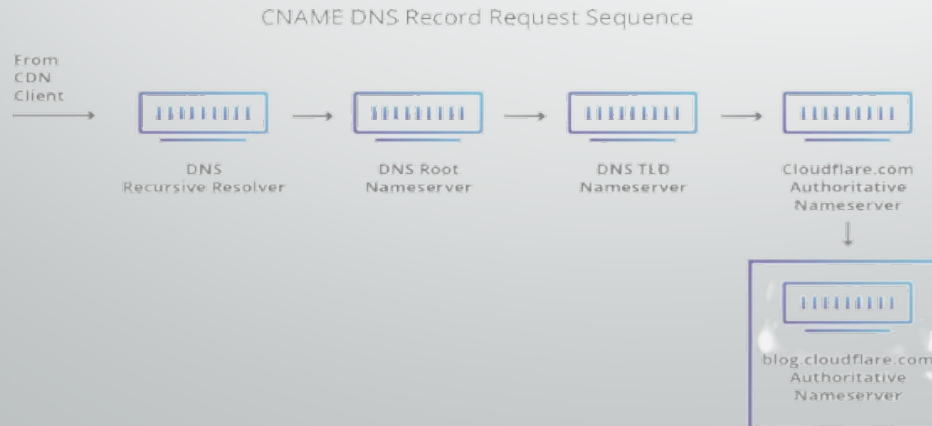 CNAME DNS Record Request Sequence
From
CDN
Client
DNS
Recursive Resolver
DNS Root
Nameserver
DNS TLD
Nameserver
Cloudflare.com
Authoritative
Nameserver
blog.cloudflare.com
Authoritative
Nameserver